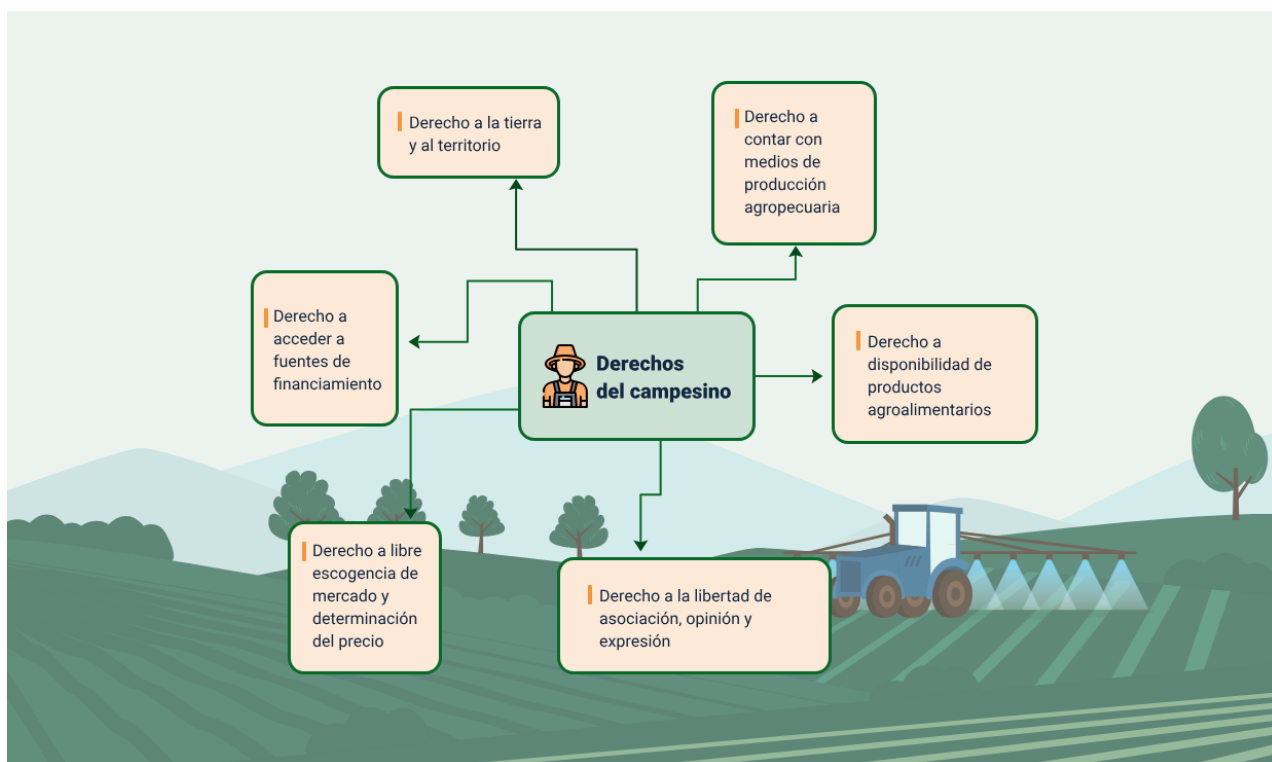 Derecho a la tierra
y al territorio
Derecho a
contar con
medios de
producción
agropecuaria
Derecho a
acceder a
fuentes de
financiamiento
Derechos
del campesino
Derecho a
disponibilidad de
productos
agroalimentarios
Derecho a libre
escogencia de
mercado y
determinación
del precio
Derecho a la libertad de
asociación, opinión y
expresión